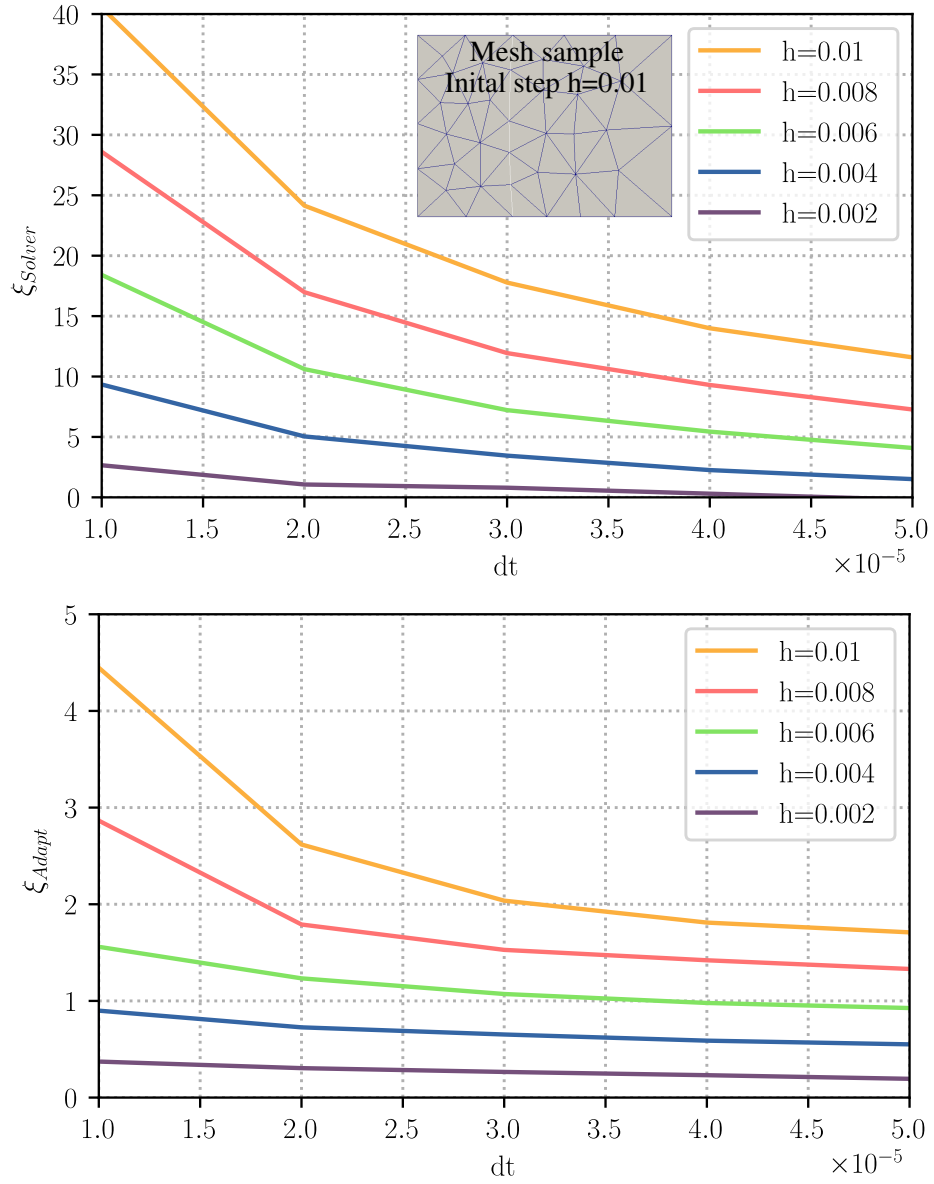 40
35
30
25
20
15
10
5
0
ξSolver
Mesh sample
Inital step h=0.01
h=0.01
h=0.008
h=0.006
h=0.004
h=0.002
1.0 1.5 2.0 2.5 3.0 3.5 4.0 4.5 5.0
×10⁻⁵
dt
5
4
3
2
1
0
ξAdapt
h=0.01
h=0.008
h=0.006
h=0.004
h=0.002
1.0 1.5 2.0 2.5 3.0 3.5 4.0 4.5 5.0
×10⁻⁵
dt